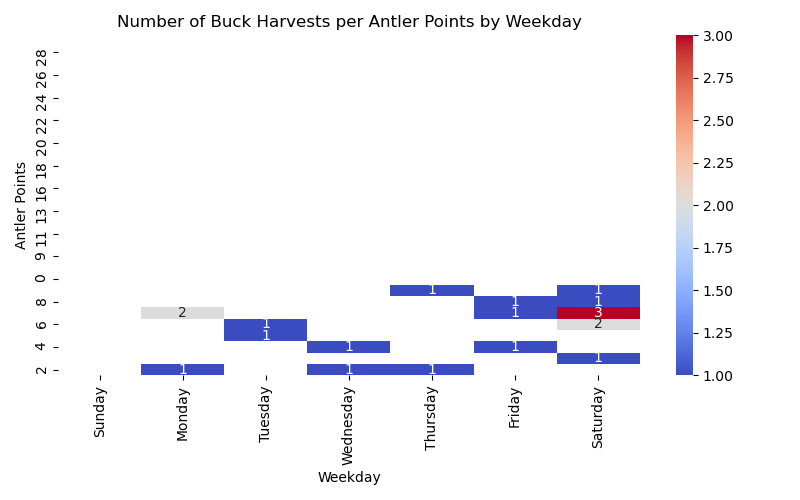 Number of Buck Harvests per Antler Points by Weekday
Antler Points
28
26
24
22
20
18
16
13
11
9
0
8
6
4
2
1 1
1 1
2 1 3
1 2
1
1 1
1
1 1 1
Sunday
Monday
Tuesday
Wednesday
Thursday
Friday
Saturday
Weekday
3.00
2.75
2.50
2.25
2.00
1.75
1.50
1.25
1.00